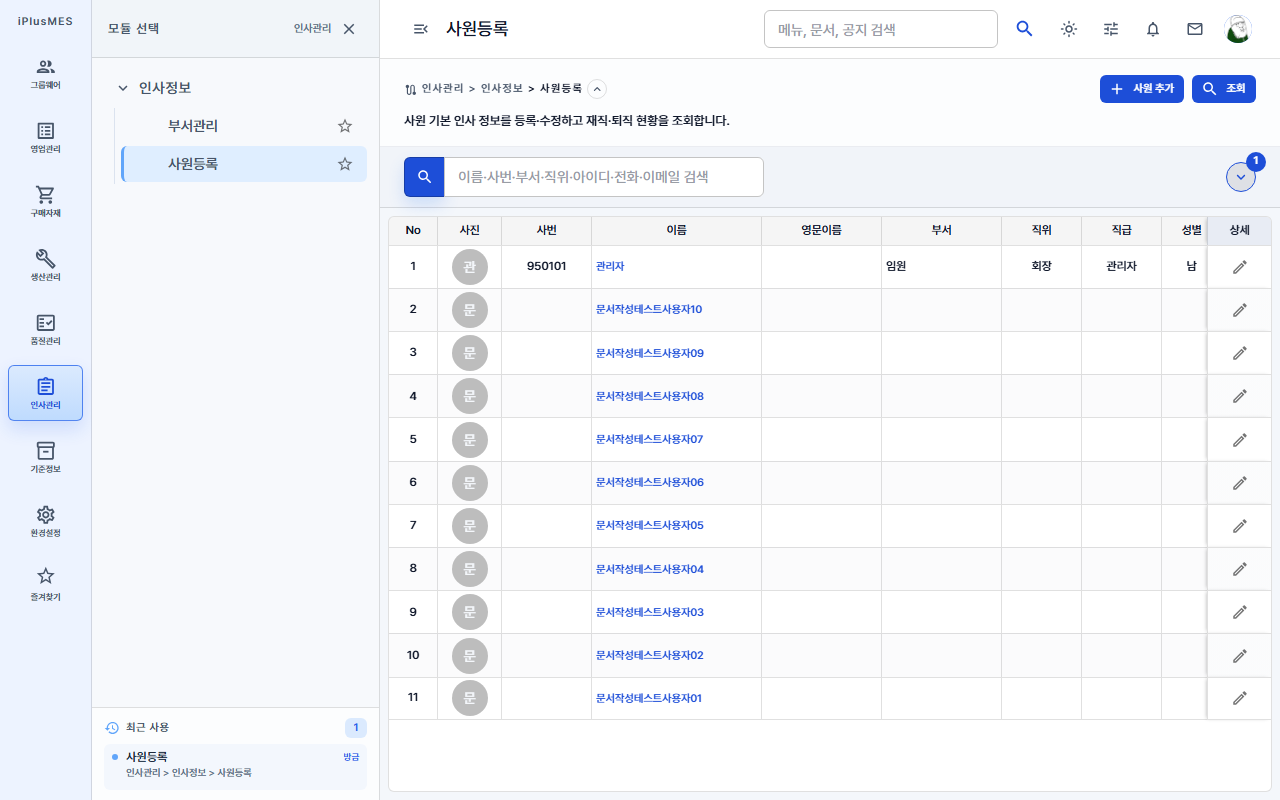 iPlusMES
그룹웨어
영업관리
구매자재
생산관리
품질관리
인사관리
기준정보
환경설정
즐겨찾기
모듈 선택
인사관리
인사정보
부서관리
사원등록
최근 사용
1
사원등록
방금
인사관리 > 인사정보 > 사원등록
사원등록
메뉴, 문서, 공지 검색
인사관리 > 인사정보 > 사원등록
사원 추가
조회
사원 기본 인사 정보를 등록·수정하고 재직·퇴직 현황을 조회합니다.
이름·사번·부서·직위·아이디·전화·이메일 검색
1
No 사진 사번 이름 영문이름 부서 직위 직급 성별 상세
1 관 950101 관리자 임원 회장 관리자 남
2 문 문서작성테스트사용자10
3 문 문서작성테스트사용자09
4 문 문서작성테스트사용자08
5 문 문서작성테스트사용자07
6 문 문서작성테스트사용자06
7 문 문서작성테스트사용자05
8 문 문서작성테스트사용자04
9 문 문서작성테스트사용자03
10 문 문서작성테스트사용자02
11 문 문서작성테스트사용자01